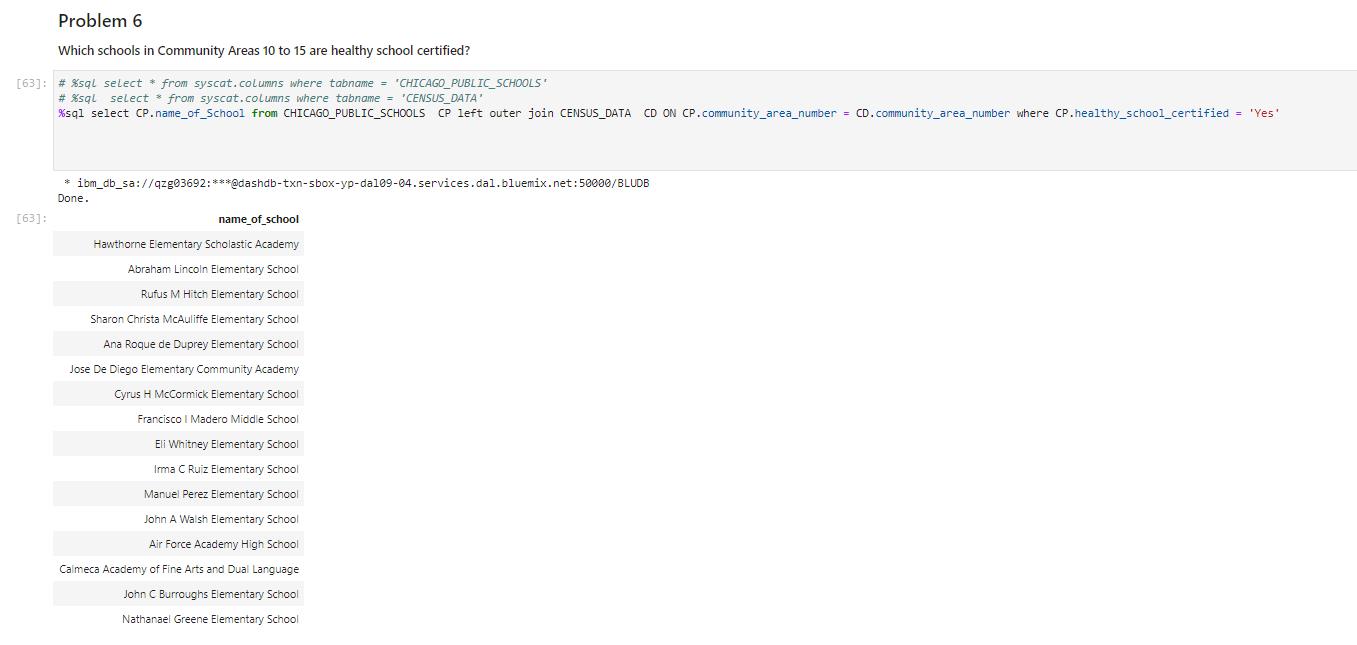 Problem 6
Which schools in Community Areas 10 to 15 are healthy school certified?
[63]: # %sql select * from syscat.columns where tabname = 'CHICAGO_PUBLIC_SCHOOLS'
# %sql  select * from syscat.columns where tabname = 'CENSUS_DATA'
%sql select CP.name_of_School from CHICAGO_PUBLIC_SCHOOLS  CP left outer join CENSUS_DATA  CD ON CP.community_area_number = CD.community_area_number where CP.healthy_school_certified = 'Yes'
* ibm_db_sa://qzg03692:***@dashdb-txn-sbox-yp-dal09-04.services.dal.bluemix.net:50000/BLUDB
Done.
[63]: name_of_school
Hawthorne Elementary Scholastic Academy
Abraham Lincoln Elementary School
Rufus M Hitch Elementary School
Sharon Christa McAuliffe Elementary School
Ana Roque de Duprey Elementary School
Jose De Diego Elementary Community Academy
Cyrus H McCormick Elementary School
Francisco I Madero Middle School
Eli Whitney Elementary School
Irma C Ruiz Elementary School
Manuel Perez Elementary School
John A Walsh Elementary School
Air Force Academy High School
Calmeca Academy of Fine Arts and Dual Language
John C Burroughs Elementary School
Nathanael Greene Elementary School